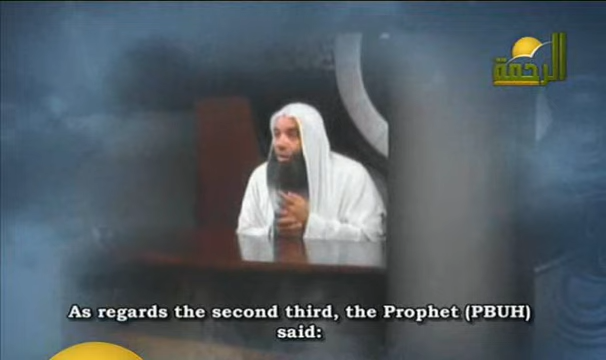 الرحمة
As regards the second third, the Prophet (PBUH)
said: